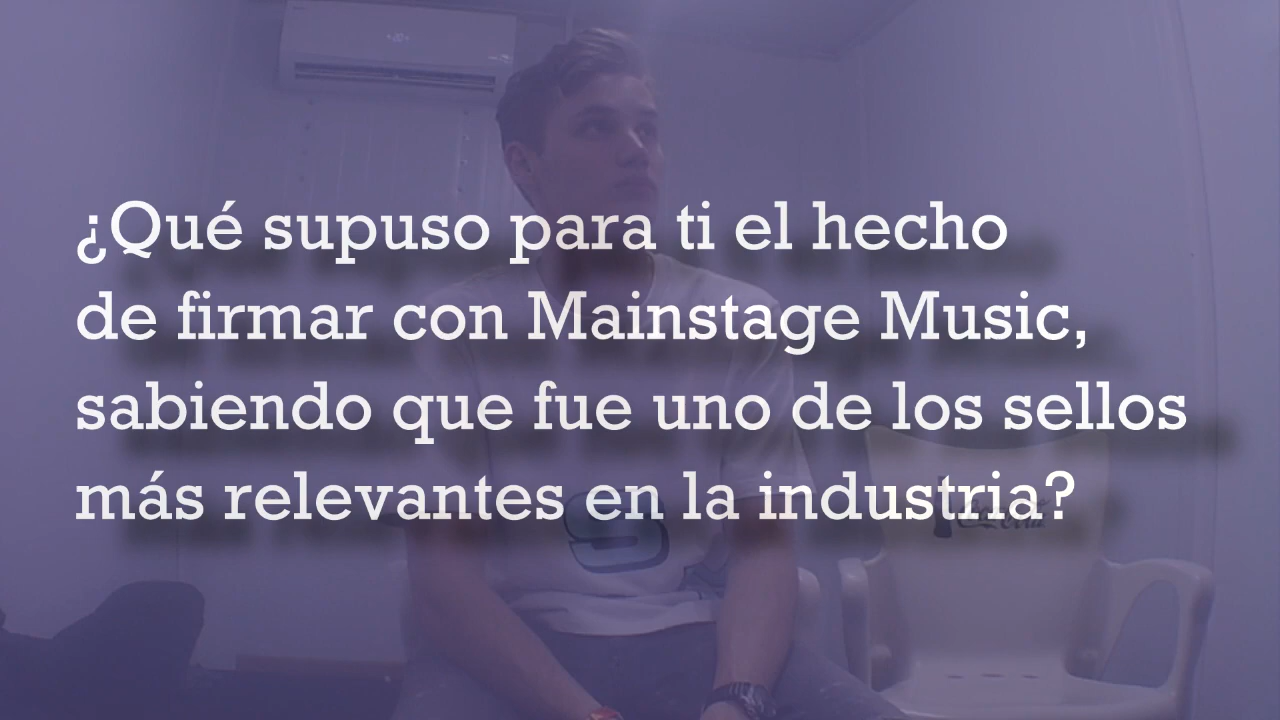 ¿Qué supuso para ti el hecho
de firmar con Mainstage Music,
sabiendo que fue uno de los sellos
más relevantes en la industria?